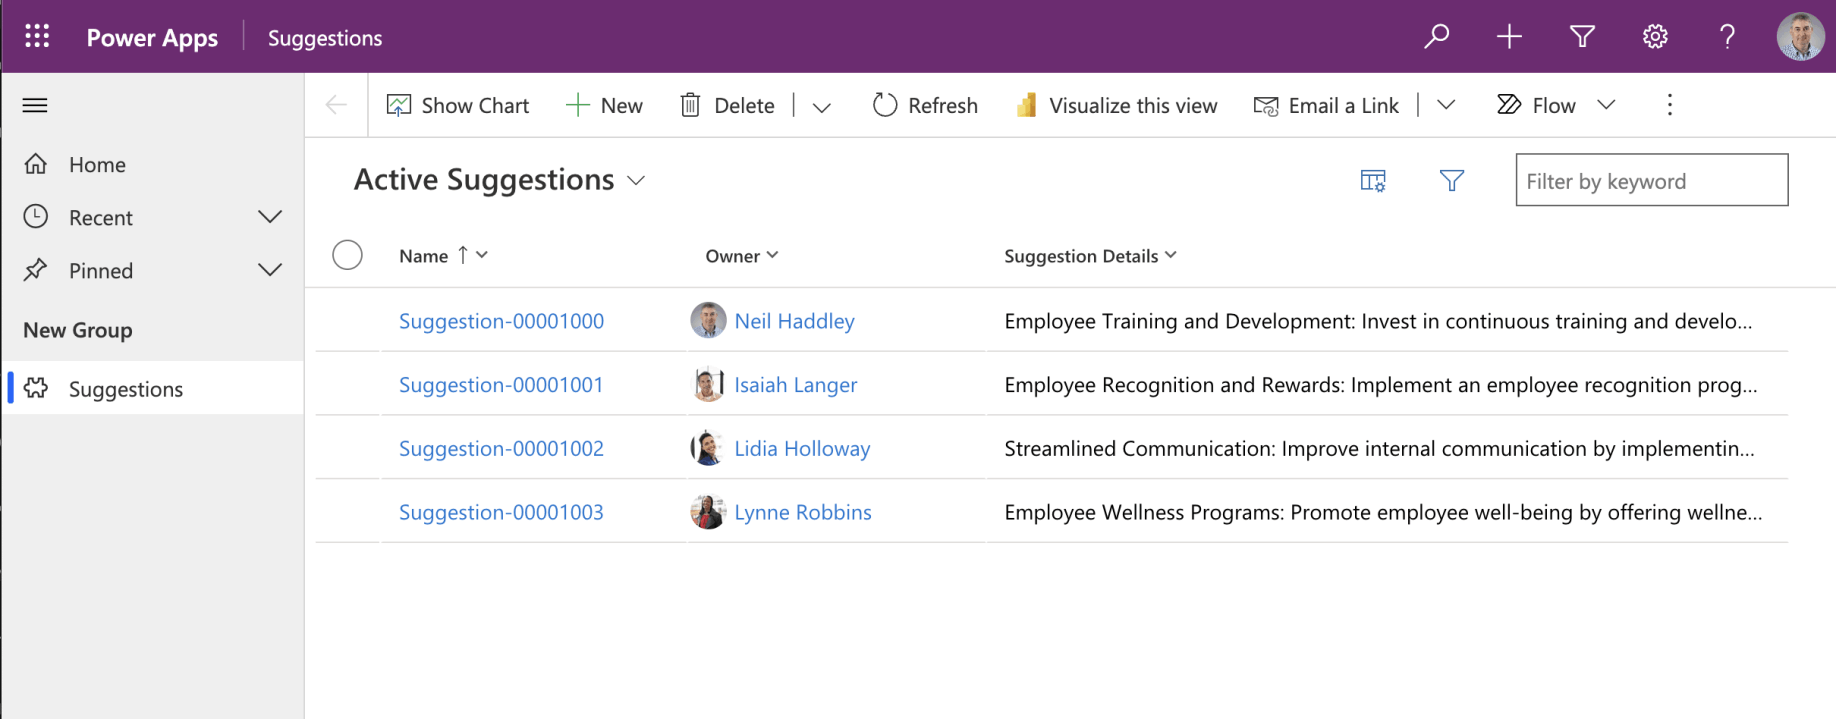 Power Apps Suggestions
Show Chart New Delete Refresh Visualize this view Email a Link Flow
Home
Recent
Pinned
New Group
Suggestions
Active Suggestions
Filter by keyword
Name Owner Suggestion Details
Suggestion-00001000 Neil Haddley Employee Training and Development: Invest in continuous training and develo...
Suggestion-00001001 Isaiah Langer Employee Recognition and Rewards: Implement an employee recognition prog...
Suggestion-00001002 Lidia Holloway Streamlined Communication: Improve internal communication by implementin...
Suggestion-00001003 Lynne Robbins Employee Wellness Programs: Promote employee well-being by offering wellne...